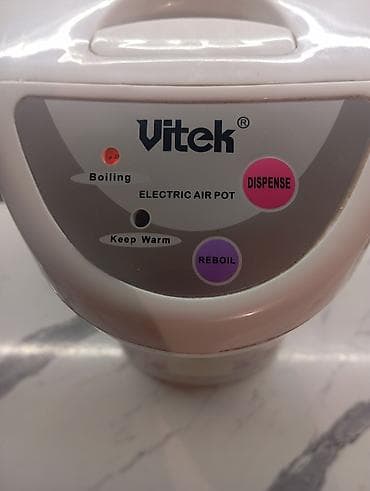 Vitek®
Boiling
DISPENSE
ELECTRIC AIR POT
Keep Warm
REBOIL